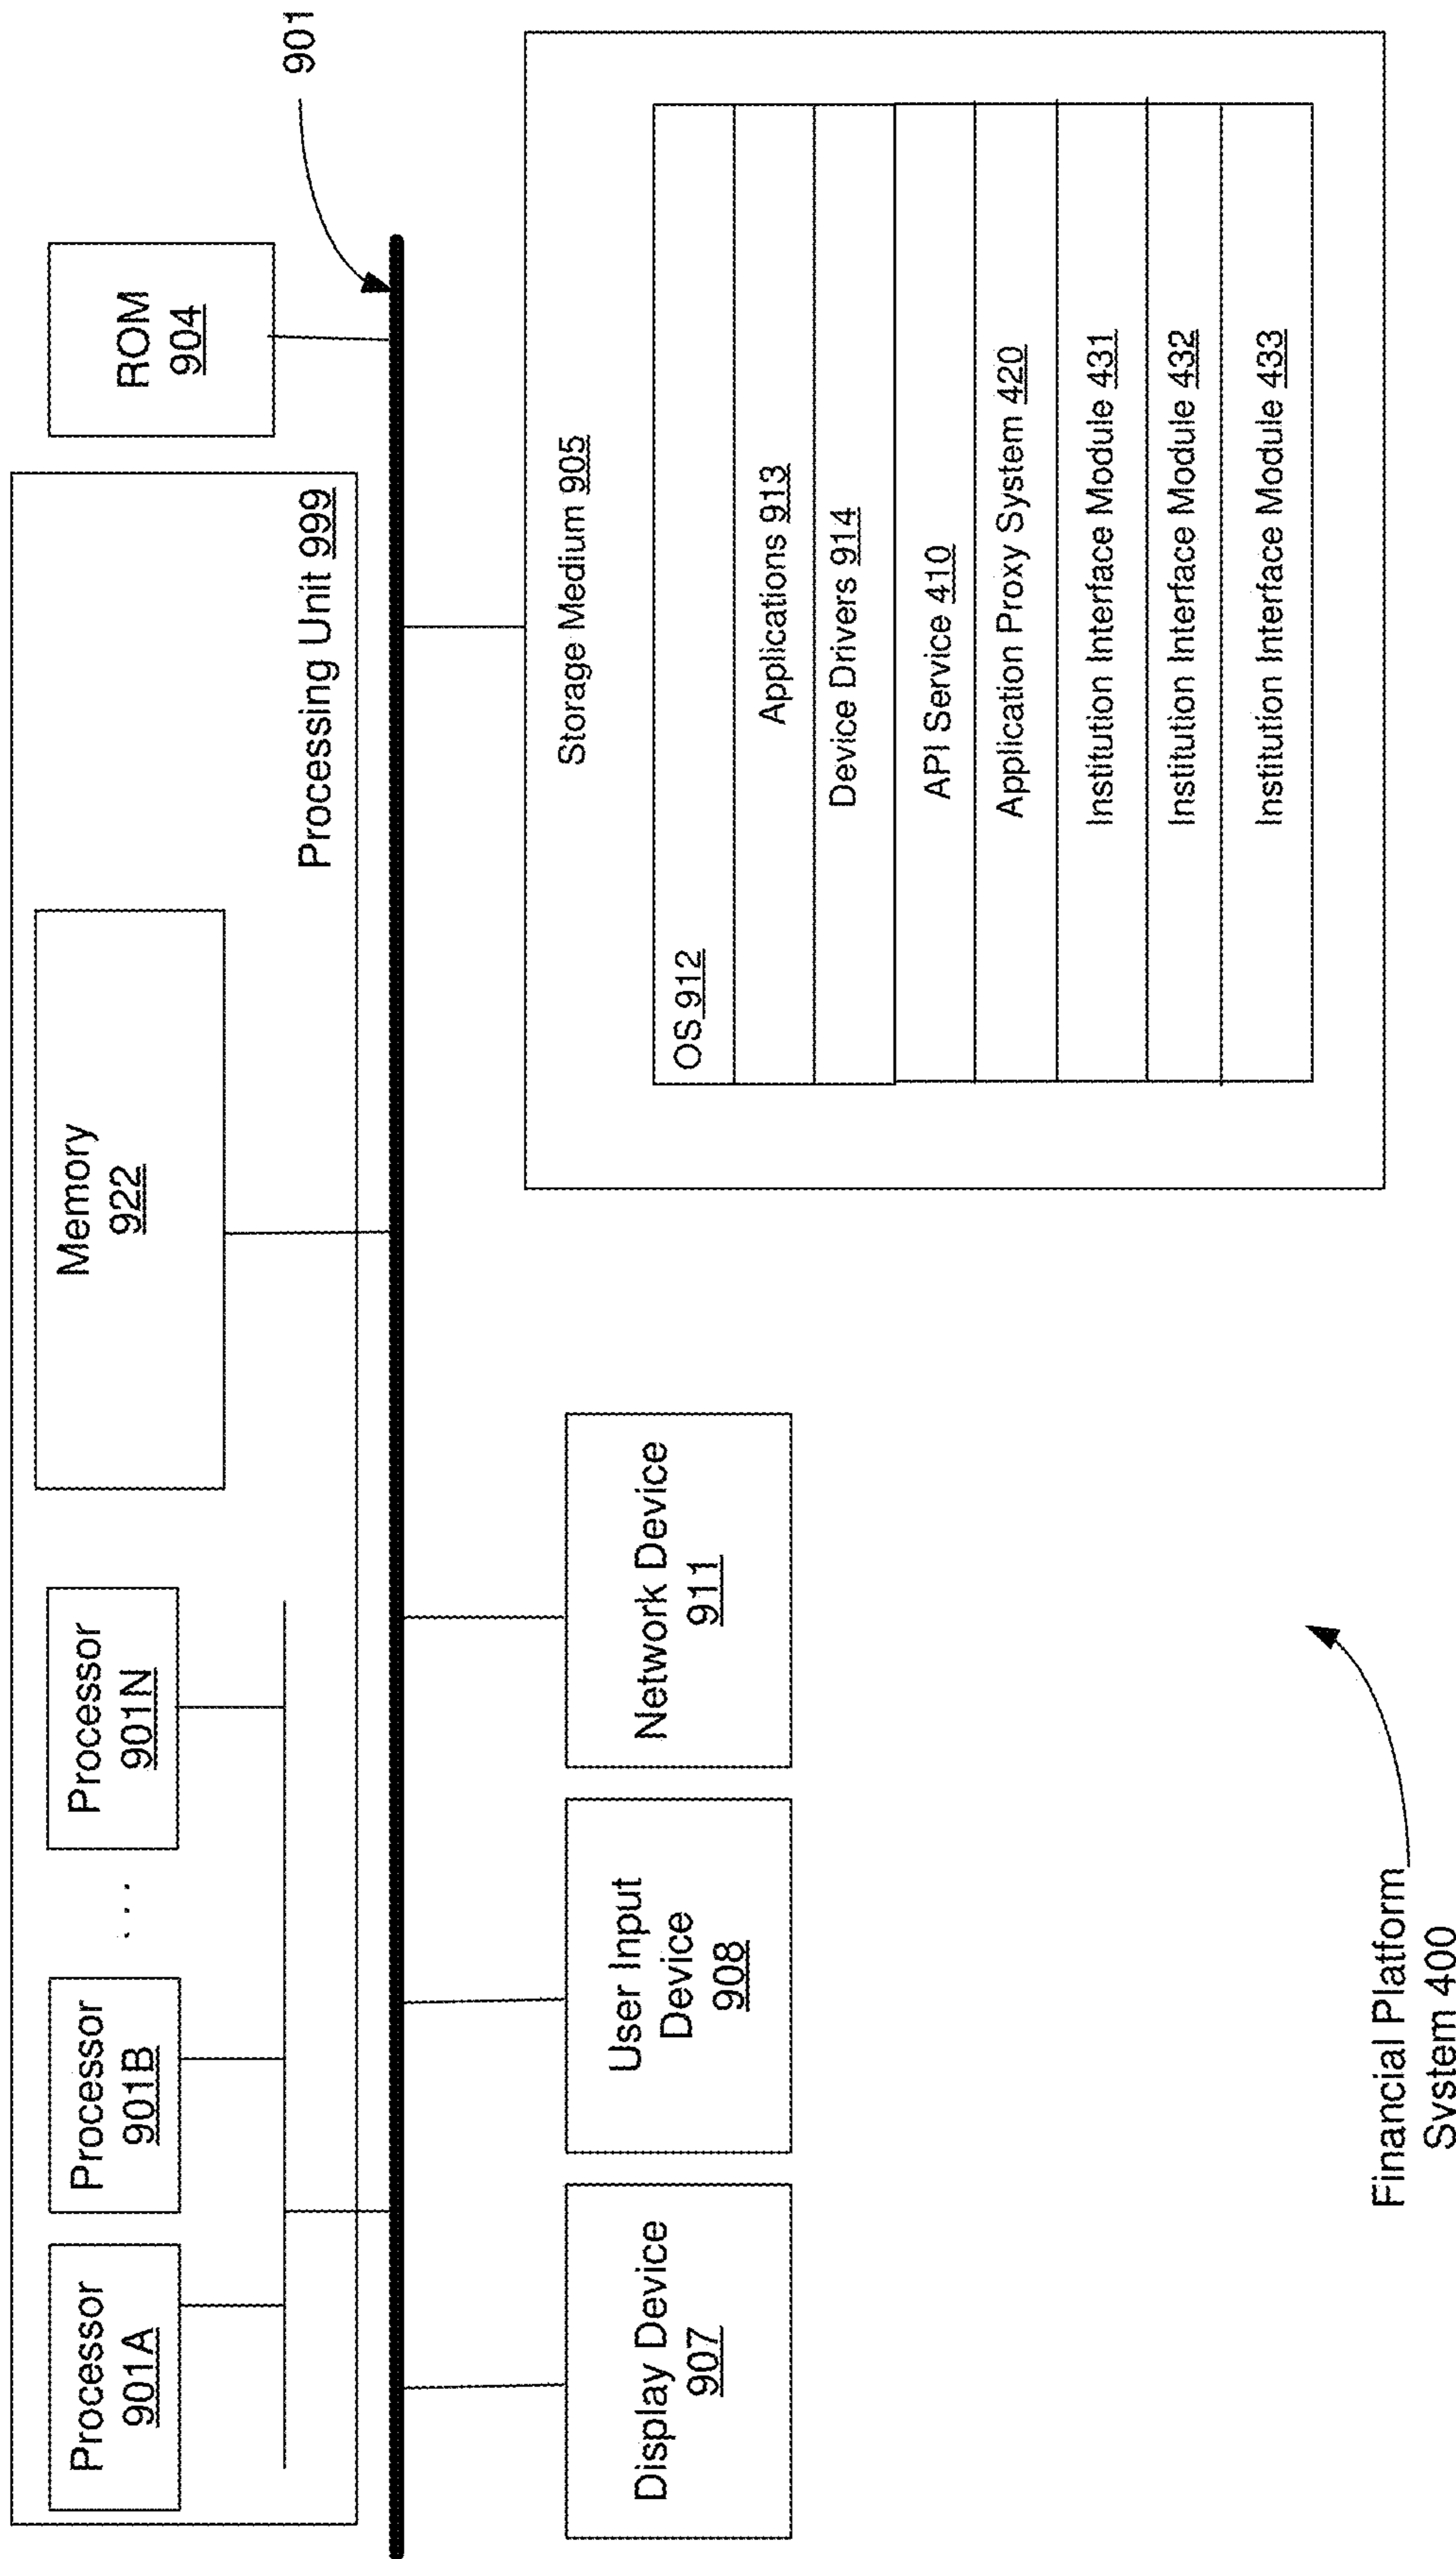 Processor
901A
Processor
901B
...
Processor
901N
Memory
922
Processing Unit 999
ROM
904
901
Display Device
907
User Input
Device
908
Network Device
911
Storage Medium 905
OS 912
Applications 913
Device Drivers 914
API Service 410
Application Proxy System 420
Institution Interface Module 431
Institution Interface Module 432
Institution Interface Module 433
Financial Platform
System 400